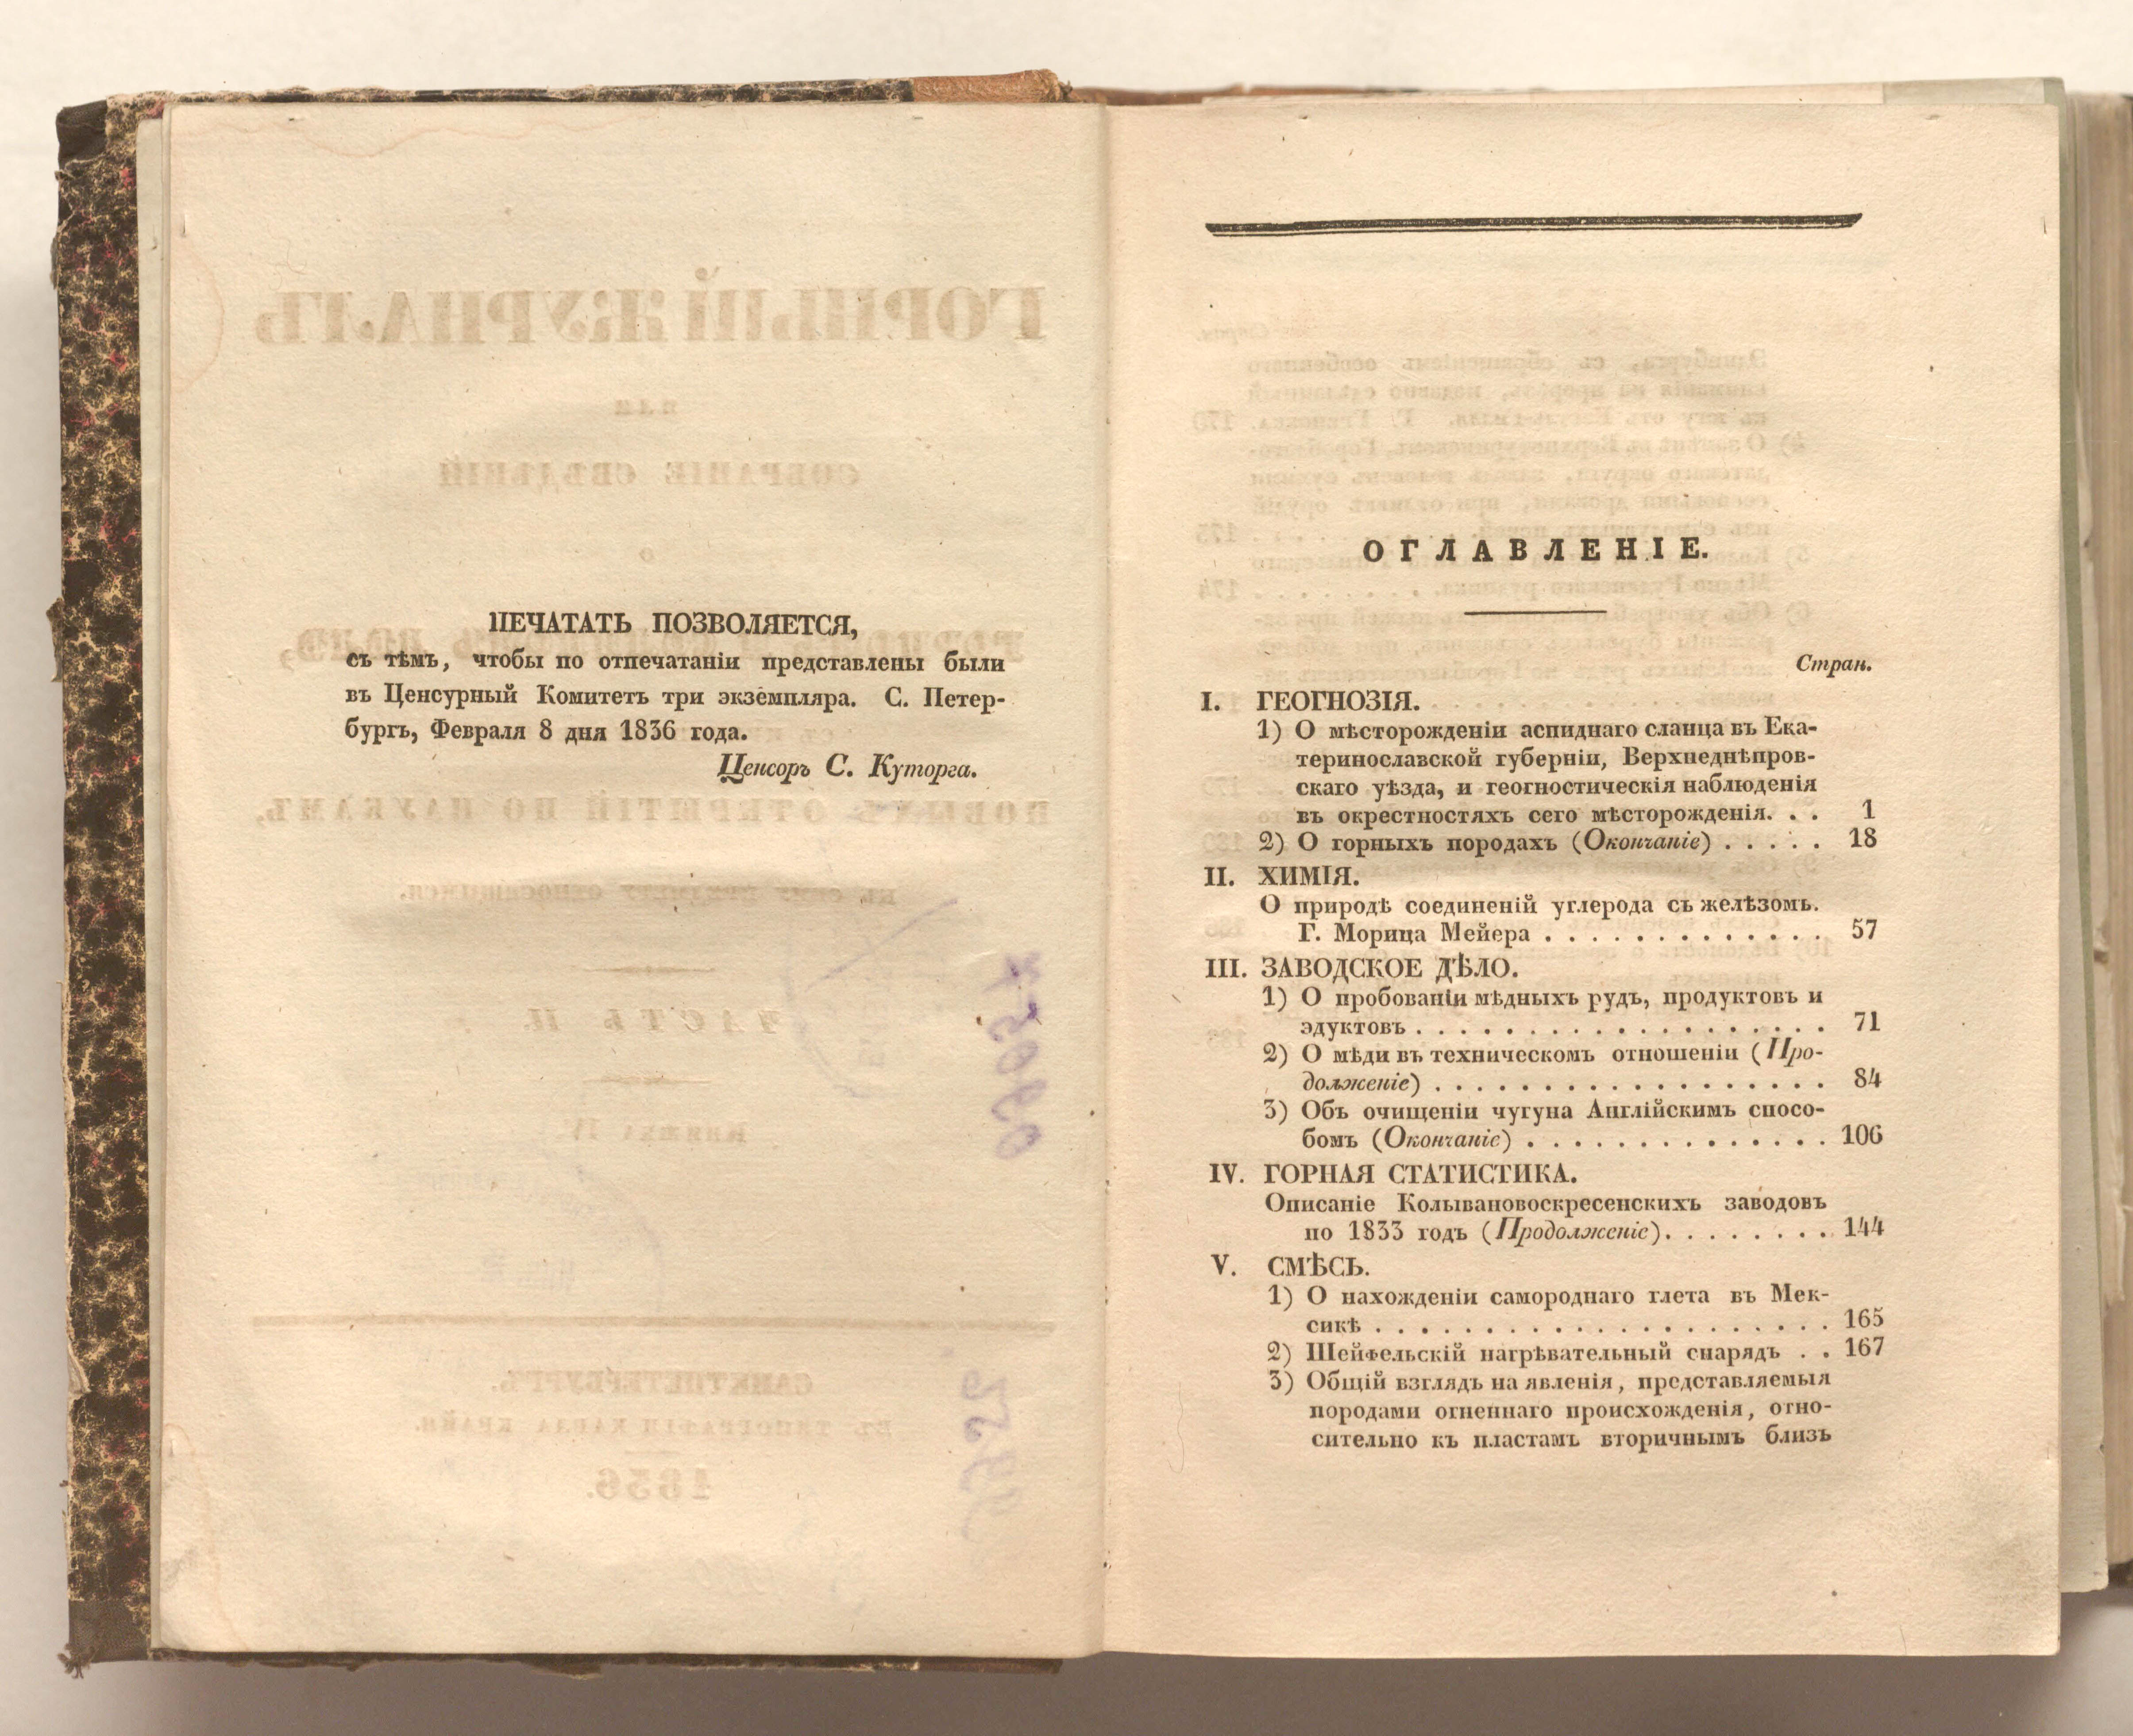 ПЕЧАТАТЬ ПОЗВОЛЯЕТСЯ,
съ тѣмъ, чтобы по отпечатаніи представлены были
въ Ценсурный Комитетъ три экземпляра. С. Петер-
бургъ, Февраля 8 дня 1836 года.
Ценсоръ С. Куторга.
ОГЛАВЛЕНІЕ.
Стран.
I. ГЕОГНОЗІЯ.
1) О мѣсторожденіи аспиднаго сланца въ Ека-
теринославской губерніи, Верхнеднѣпров-
скаго уѣзда, и геогностическія наблюденія
въ окрестностяхъ сего мѣсторожденія. . . 1
2) О горныхъ породахъ (Окончаніе) . . . . . 18
II. ХИМІЯ.
О природѣ соединеній углерода съ желѣзомъ.
Г. Морица Мейера . . . . . . . . . . . . . 57
III. ЗАВОДСКОЕ ДѢЛО.
1) О пробованіи мѣдныхъ рудъ, продуктовъ и
эдуктовъ . . . . . . . . . . . . . . . . . . . 71
2) О мѣди въ техническомъ отношеніи (Про-
долженіе) . . . . . . . . . . . . . . . . . . 84
3) Объ очищеніи чугуна Англійскимъ спосо-
бомъ (Окончаніе) . . . . . . . . . . . . . . 106
IV. ГОРНАЯ СТАТИСТИКА.
Описаніе Колывановоскресенскихъ заводовъ
по 1833 годъ (Продолженіе). . . . . . . . 144
V. СМѢСЬ.
1) О нахожденіи самороднаго глета въ Мек-
сикѣ . . . . . . . . . . . . . . . . . . . . . 165
2) Шейфельскій нагрѣвательный снарядъ . . 167
3) Общій взглядъ на явленія, представляемыя
породами огненнаго происхожденія, отно-
сительно къ пластамъ вторичнымъ близъ